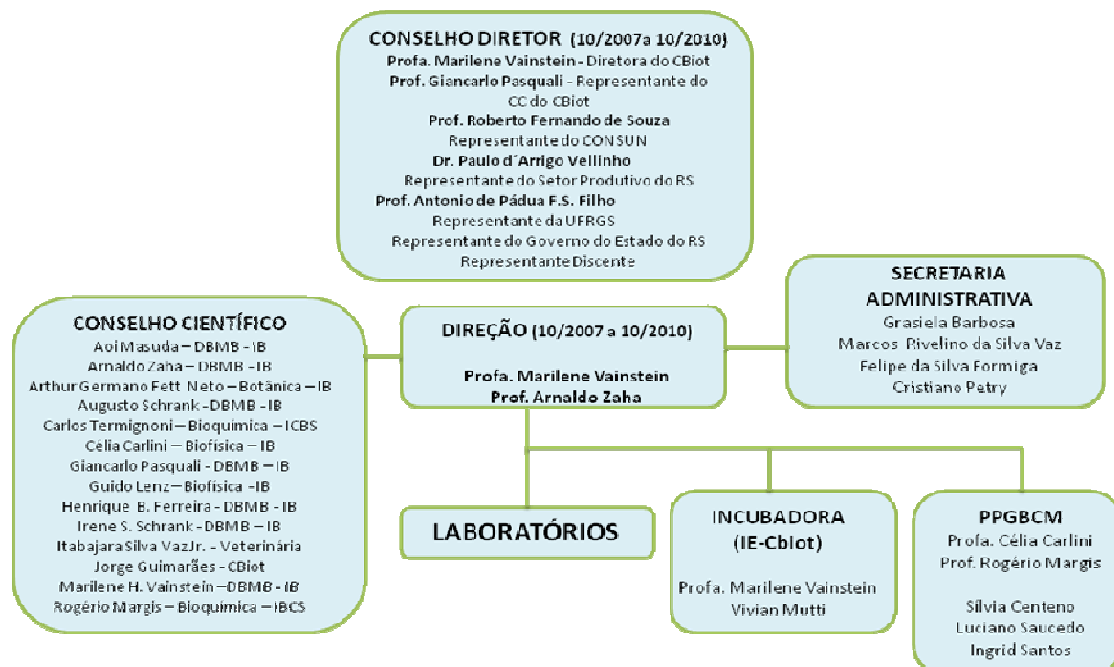 CONSELHO DIRETOR (10/2007 a 10/2010)
Profa. Marilene Vainstein - Diretora do CBiot
Prof. Giancarlo Pasquali - Representante do
CC do CBiot
Prof. Roberto Fernando de Souza
Representante do CONSUN
Dr. Paulo d´Arrigo Vellinho
Representante do Setor Produtivo do RS
Prof. Antonio de Pádua F.S. Filho
Representante da UFRGS
Representante do Governo do Estado do RS
Representante Discente
SECRETARIA
ADMINISTRATIVA
Grasiela Barbosa
Marcos Rivelino da Silva Vaz
Felipe da Silva Formiga
Cristiano Petry
CONSELHO CIENTÍFICO
Aoi Masuda – DBMB - IB
Arnaldo Zaha – DBMB - IB
Arthur Germano Fett Neto – Botânica – IB
Augusto Schrank - DBMB - IB
Carlos Termignoni – Bioquímica – ICBS
Célia Carlini – Biofísica – IB
Giancarlo Pasquali - DBMB – IB
Guido Lenz – Biofísica – IB
Henrique B. Ferreira - DBMB - IB
Irene S. Schrank - DBMB – IB
Itabajara Silva Vaz Jr. - Veterinária
Jorge Guimarães - CBiot
Marilene H. Vainstein – DBMB - IB
Rogério Margis – Bioquímica – IBCS
DIREÇÃO (10/2007 a 10/2010)
Profa. Marilene Vainstein
Prof. Arnaldo Zaha
LABORATÓRIOS
INCUBADORA
(IE-Cbiot)
Profa. Marilene Vainstein
Vivian Mutti
PPGBCM
Profa. Célia Carlini
Prof. Rogério Margis
Sílvia Centeno
Luciano Saucedo
Ingrid Santos